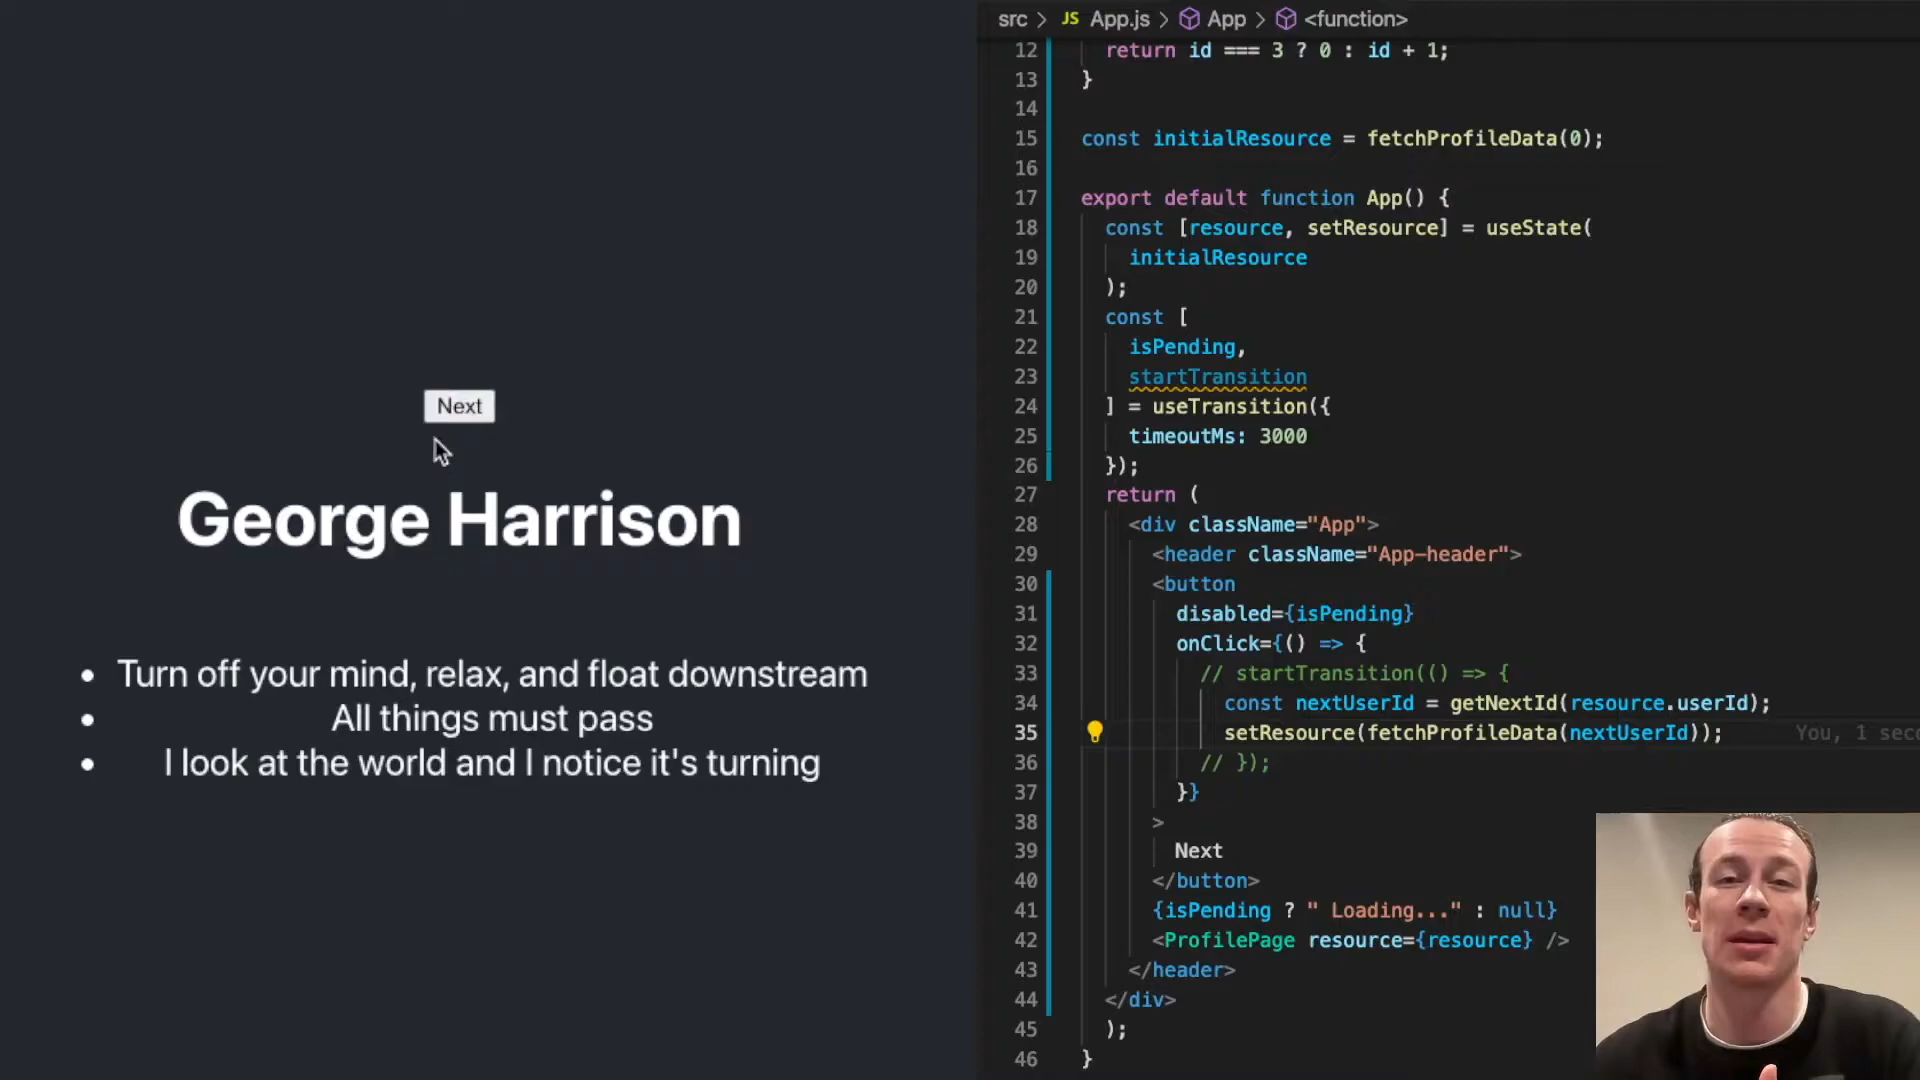 Next
George Harrison
• Turn off your mind, relax, and float downstream
• All things must pass
• I look at the world and I notice it's turning
src > JS App.js > App > <function>
12 return id === 3 ? 0 : id + 1;
13 }
14
15 const initialResource = fetchProfileData(0);
16
17 export default function App() {
18 const [resource, setResource] = useState(
19 initialResource
20 );
21 const [
22 isPending,
23 startTransition
24 ] = useTransition({
25 timeoutMs: 3000
26 });
27 return (
28 <div className="App">
29 <header className="App-header">
30 <button
31 disabled={isPending}
32 onClick={() => {
33 // startTransition(() => {
34 const nextUserId = getNextId(resource.userId);
35 setResource(fetchProfileData(nextUserId)); You, 1
36 // });
37 }}
38 >
39 Next
40 </button>
41 {isPending ? " Loading..." : null}
42 <ProfilePage resource={resource} />
43 </header>
44 </div>
45 );
46 }